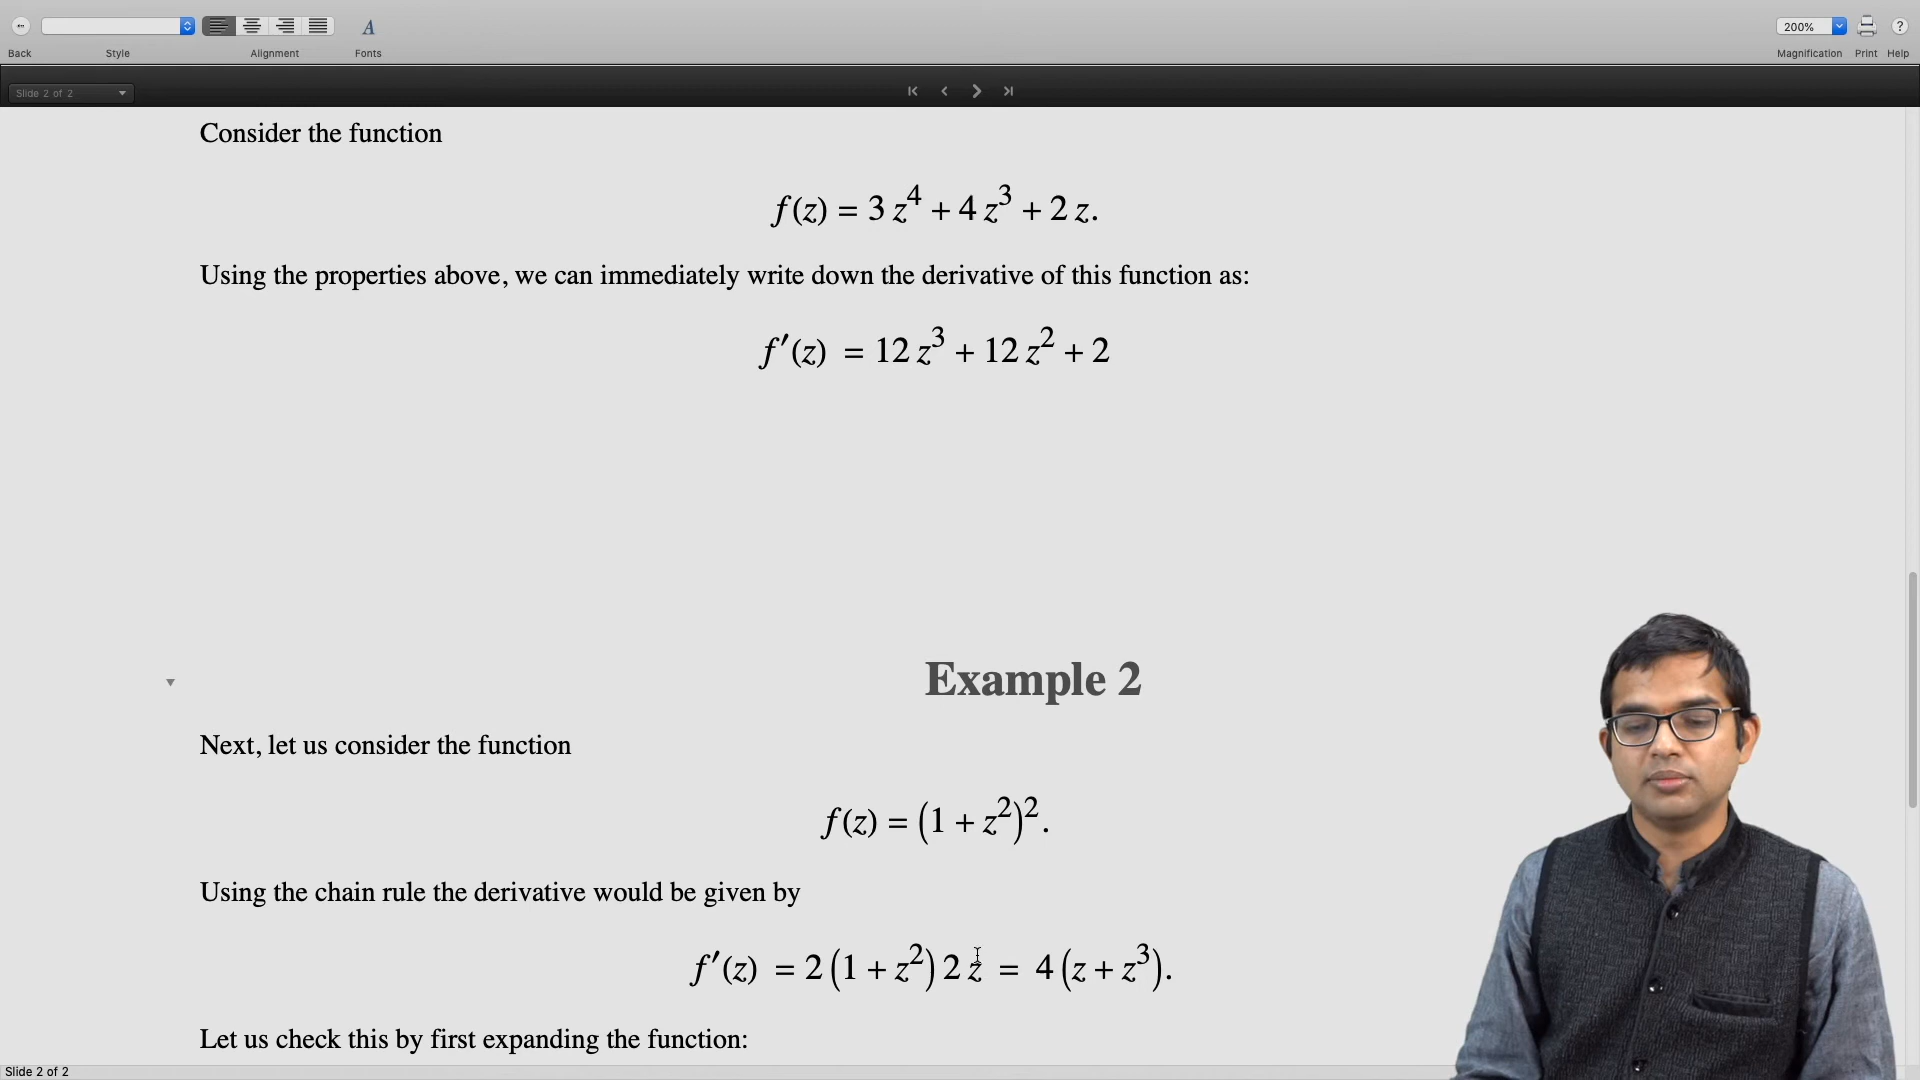 200%
Back
Style
Alignment
Fonts
Magnification
Print
Help
Slide 2 of 2
Consider the function
f(z) = 3 z^4 + 4 z^3 + 2 z.
Using the properties above, we can immediately write down the derivative of this function as:
f′(z) = 12 z^3 + 12 z^2 + 2
Example 2
Next, let us consider the function
f(z) = (1 + z^2)^2.
Using the chain rule the derivative would be given by
f′(z) = 2 (1 + z^2) 2 z = 4 (z + z^3).
Let us check this by first expanding the function:
Slide 2 of 2